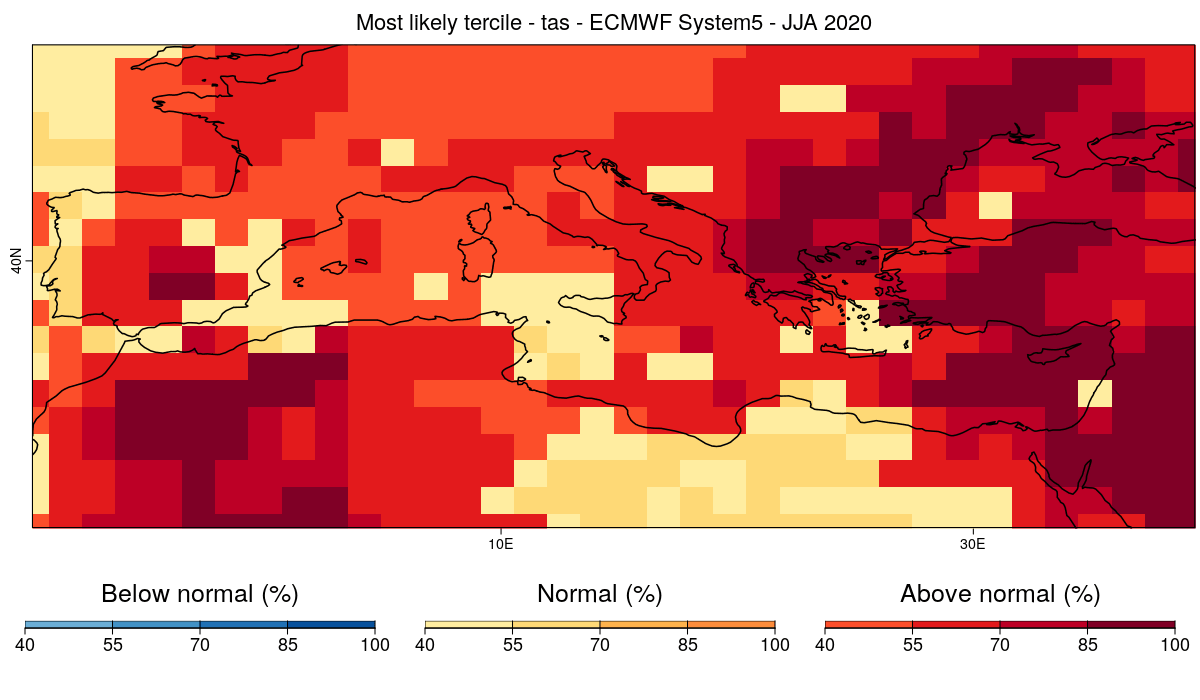 Most likely tercile - tas - ECMWF System5 - JJA 2020
40N
10E 30E
Below normal (%) Normal (%) Above normal (%)
40 55 70 85 100 40 55 70 85 100 40 55 70 85 100